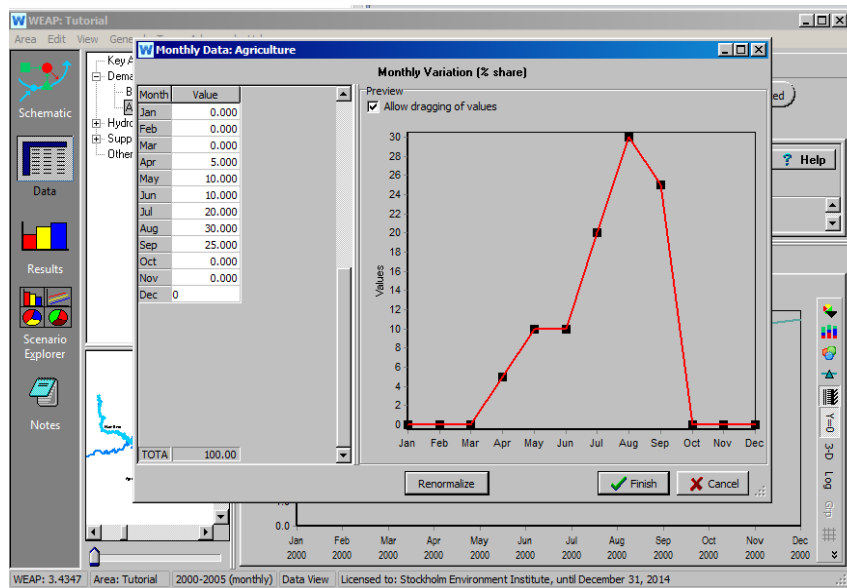 WEAP: Tutorial
Area Edit View Gene
Monthly Data: Agriculture
Monthly Variation (% share)
Key A
Dema
B
A
Hydro
Supp
Other
Schematic
Data
Results
Scenario
Explorer
Notes
Month Value
Jan 0.000
Feb 0.000
Mar 0.000
Apr 5.000
May 10.000
Jun 10.000
Jul 20.000
Aug 30.000
Sep 25.000
Oct 0.000
Nov 0.000
Dec 0
TOTA 100.00
Preview
Allow dragging of values
Values
30
28
26
24
22
20
18
16
14
12
10
8
6
4
2
0
Jan Feb Mar Apr May Jun Jul Aug Sep Oct Nov Dec
Renormalize
Finish
Cancel
ed
? Help
Y=0
3-D
Log
Grip
0.0
Jan Feb Mar Apr May Jun Jul Aug Sep Oct Nov Dec
2000 2000 2000 2000 2000 2000 2000 2000 2000 2000 2000 2000
WEAP: 3.4347 Area: Tutorial 2000-2005 (monthly) Data View Licensed to: Stockholm Environment Institute, until December 31, 2014